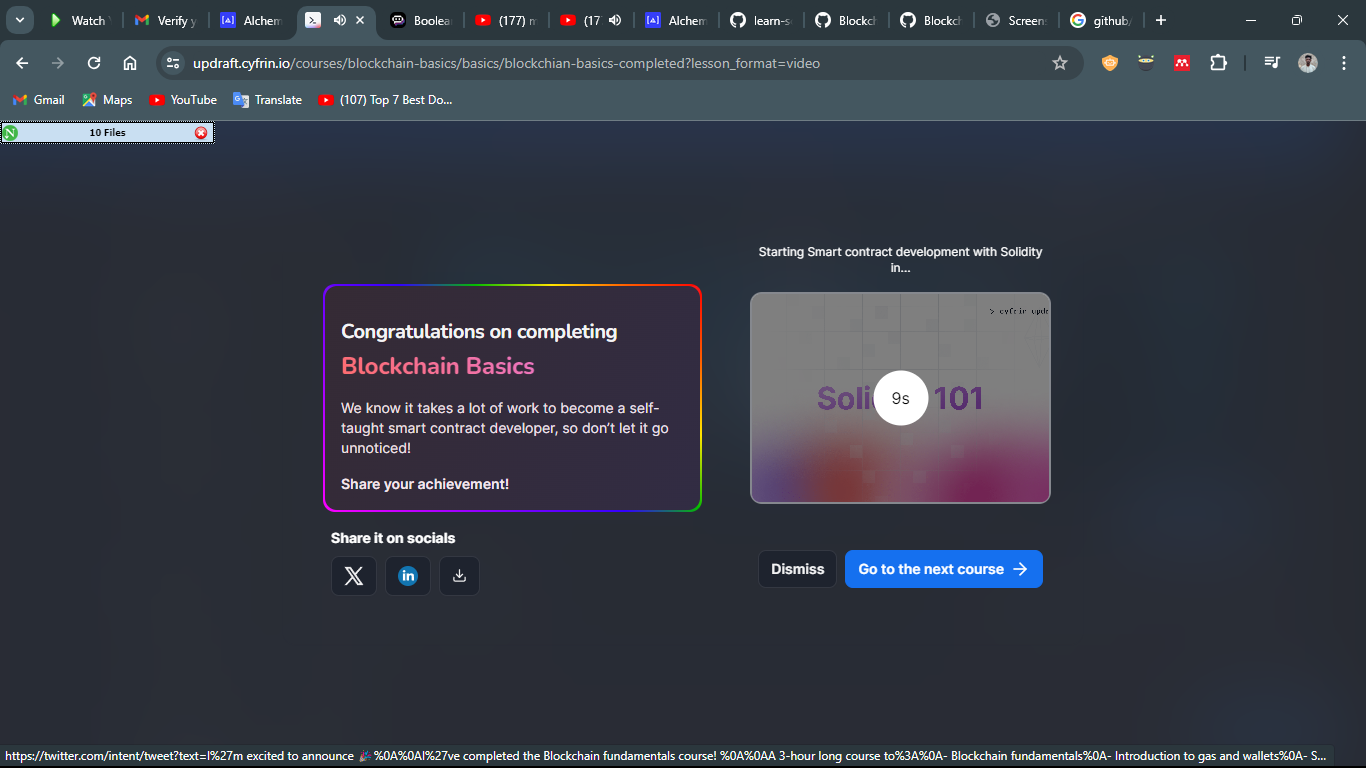 Watch
Verify y
Alchem
Boolea
(177) m
(17
Alchem
learn-s
Blockc
Blockc
Screen
github/
updraft.cyfrin.io/courses/blockchain-basics/basics/blockchian-basics-completed?lesson_format=video
Gmail
Maps
YouTube
Translate
(107) Top 7 Best Do...
10 Files
Starting Smart contract development with Solidity
in...
Congratulations on completing
Blockchain Basics
We know it takes a lot of work to become a self-
taught smart contract developer, so don't let it go
unnoticed!
Share your achievement!
> cyfrin upd
Soli 101
9s
Share it on socials
Dismiss
Go to the next course
https://twitter.com/intent/tweet?text=I%27m excited to announce 🎉 %0A%0AI%27ve completed the Blockchain fundamentals course! %0A%0AA 3-hour long course to%3A%0A- Blockchain fundamentals%0A- Introduction to gas and wallets%0A- S...